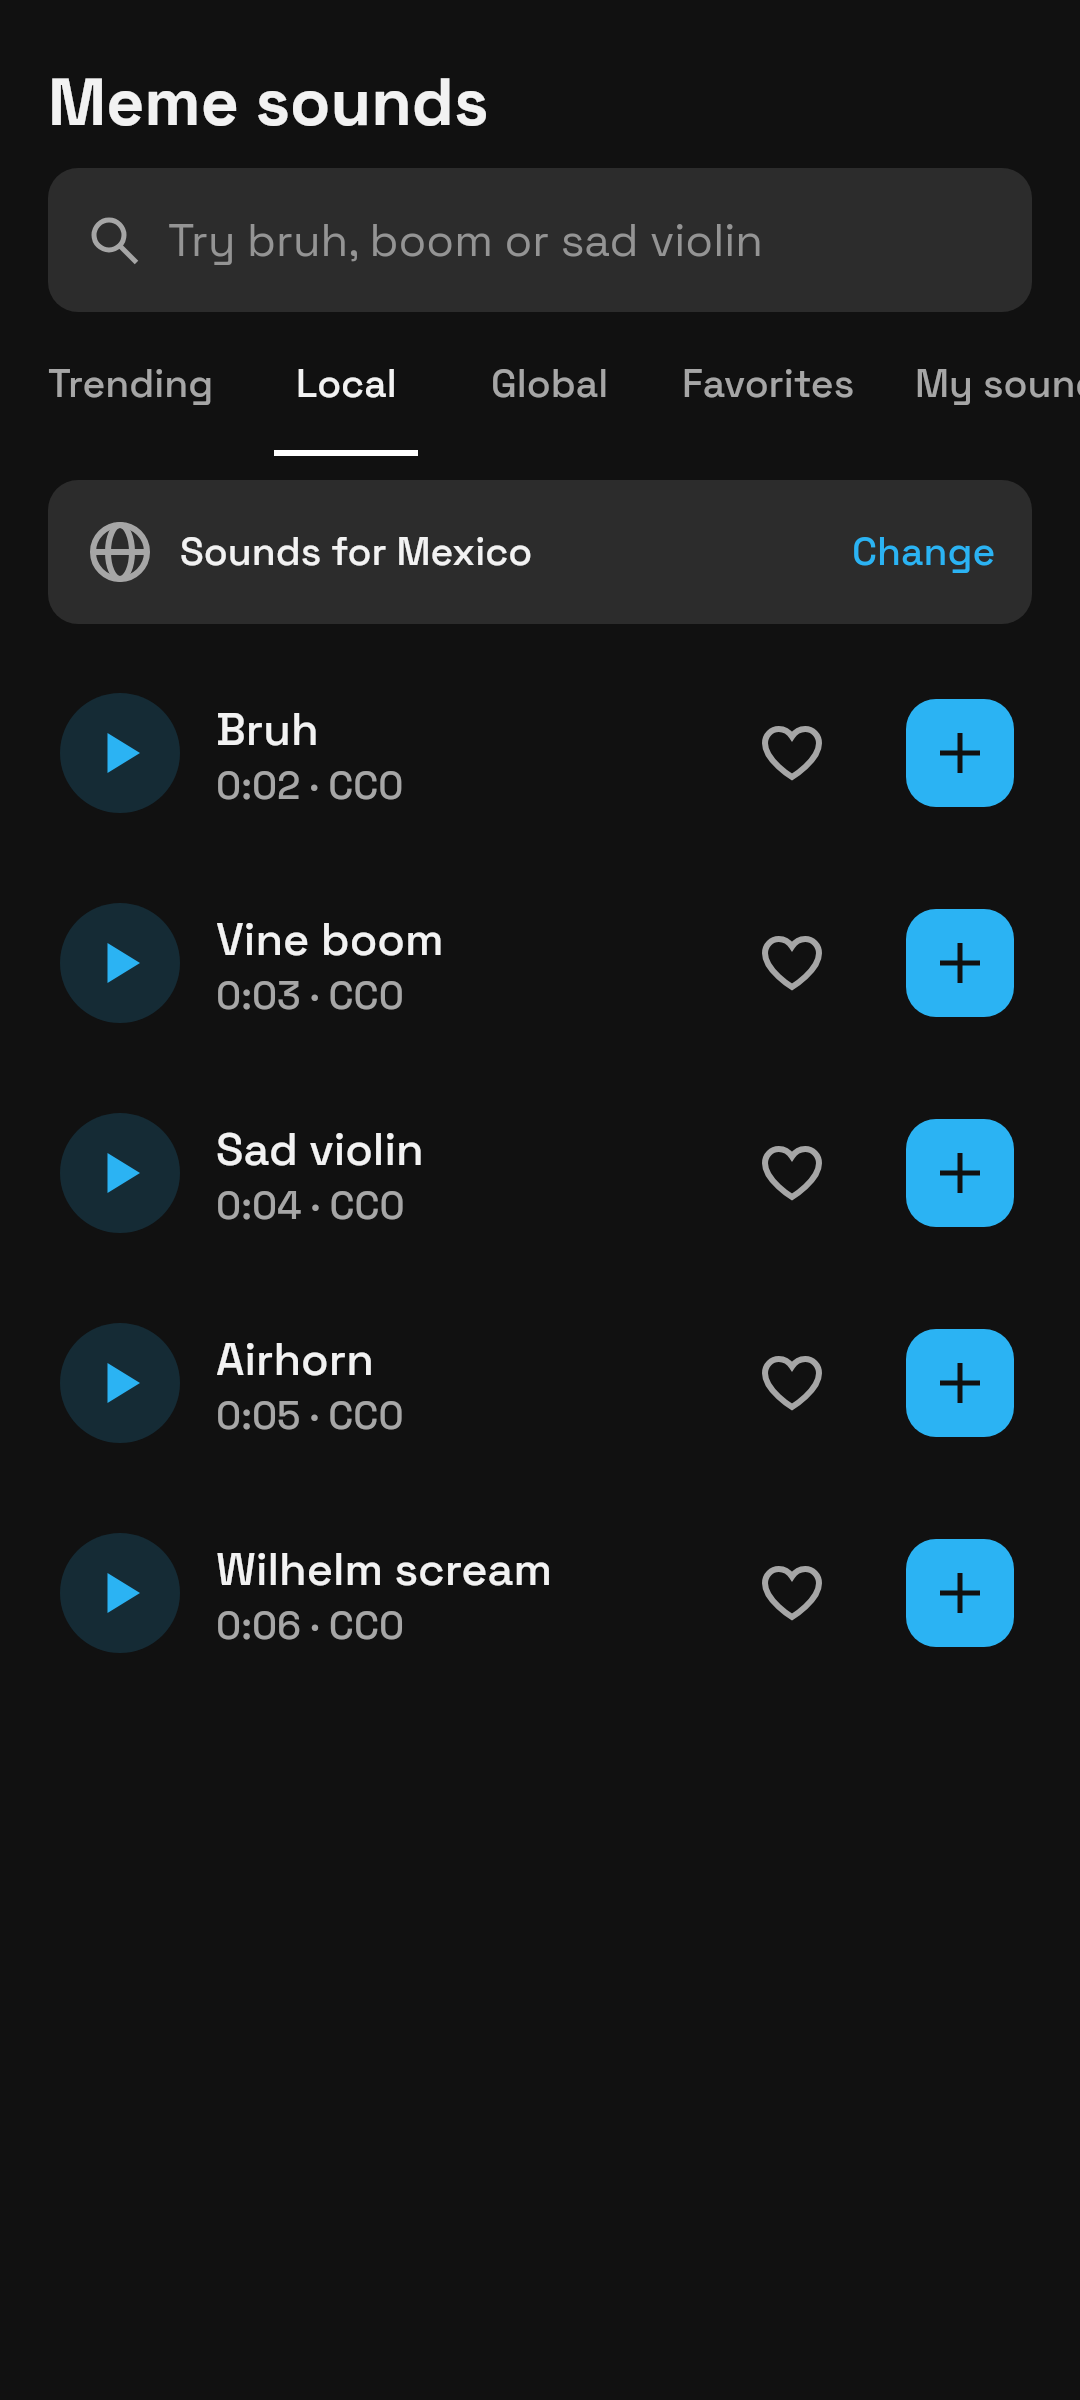 Meme sounds
Try bruh, boom or sad violin
Trending Local Global Favorites My soun
Sounds for Mexico Change
Bruh
0:02 · CC0
Vine boom
0:03 · CC0
Sad violin
0:04 · CC0
Airhorn
0:05 · CC0
Wilhelm scream
0:06 · CC0